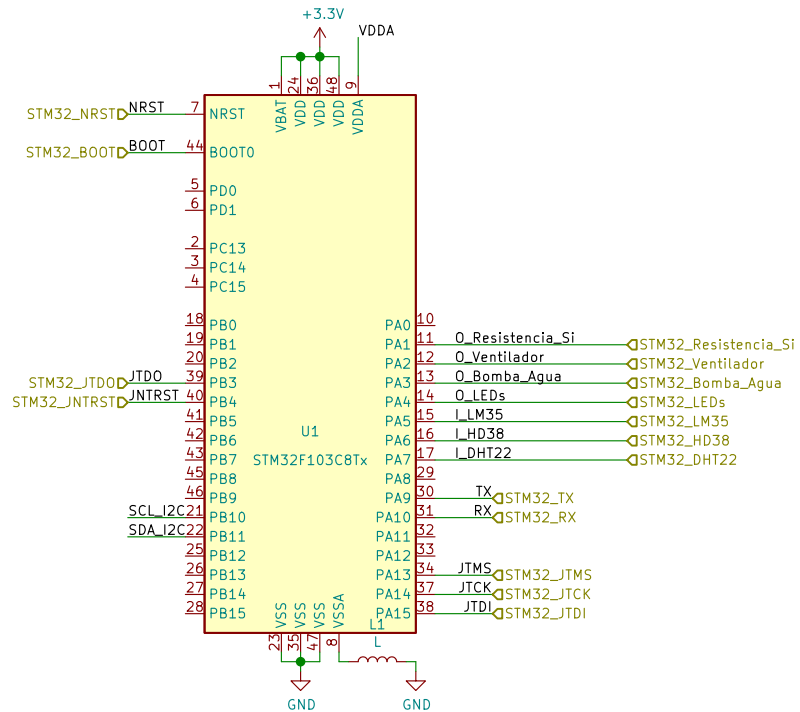 +3.3V
VDDA
1
24
36
48
9
VBAT
VDD
VDD
VDD
VDDA
STM32_NRST NRST 7 NRST
STM32_BOOT BOOT 44 BOOT0
5 PD0
6 PD1
2 PC13
3 PC14
4 PC15
18 PB0 PA0 10
19 PB1 PA1 11 O_Resistencia_Si STM32_Resistencia_Si
20 PB2 PA2 12 O_Ventilador STM32_Ventilador
STM32_JTDO JTDO 39 PB3 PA3 13 O_Bomba_Agua STM32_Bomba_Agua
STM32_JNTRST JNTRST 40 PB4 PA4 14 O_LEDs STM32_LEDs
41 PB5 PA5 15 I_LM35 STM32_LM35
U1
42 PB6 PA6 16 I_HD38 STM32_HD38
43 PB7 STM32F103C8Tx PA7 17 I_DHT22 STM32_DHT22
45 PB8 PA8 29
46 PB9 PA9 30 TX STM32_TX
SCL_I2C 21 PB10 PA10 31 RX STM32_RX
SDA_I2C 22 PB11 PA11 32
25 PB12 PA12 33
26 PB13 PA13 34 JTMS STM32_JTMS
27 PB14 PA14 37 JTCK STM32_JTCK
28 PB15 PA15 38 JTDI STM32_JTDI
VSS
VSS
VSS
VSSA
L1
L
23
35
47
8
GND
GND